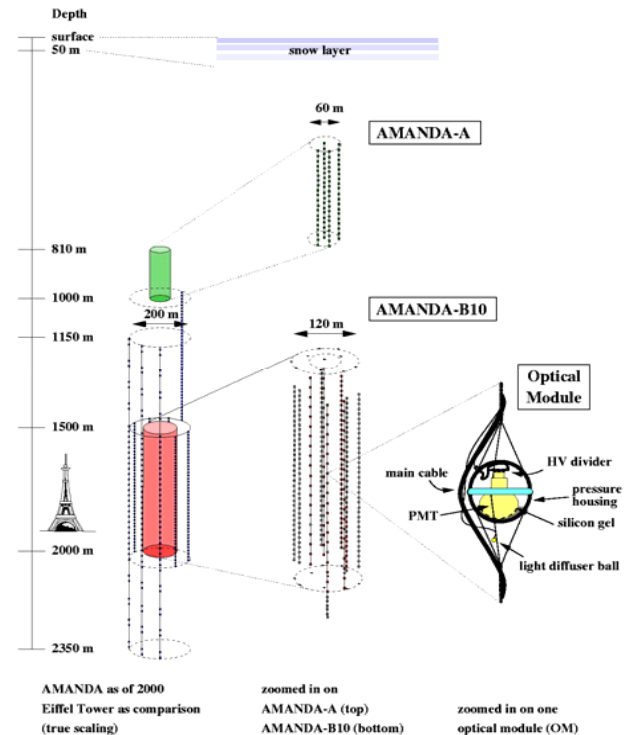 Depth
surface
50 m
snow layer
60 m
AMANDA-A
810 m
1000 m
200 m
AMANDA-B10
1150 m
120 m
Optical
Module
1500 m
HV divider
main cable
pressure
housing
PMT
silicon gel
2000 m
light diffuser ball
2350 m
AMANDA as of 2000
Eiffel Tower as comparison
(true scaling)
zoomed in on
AMANDA-A (top)
AMANDA-B10 (bottom)
zoomed in on one
optical module (OM)